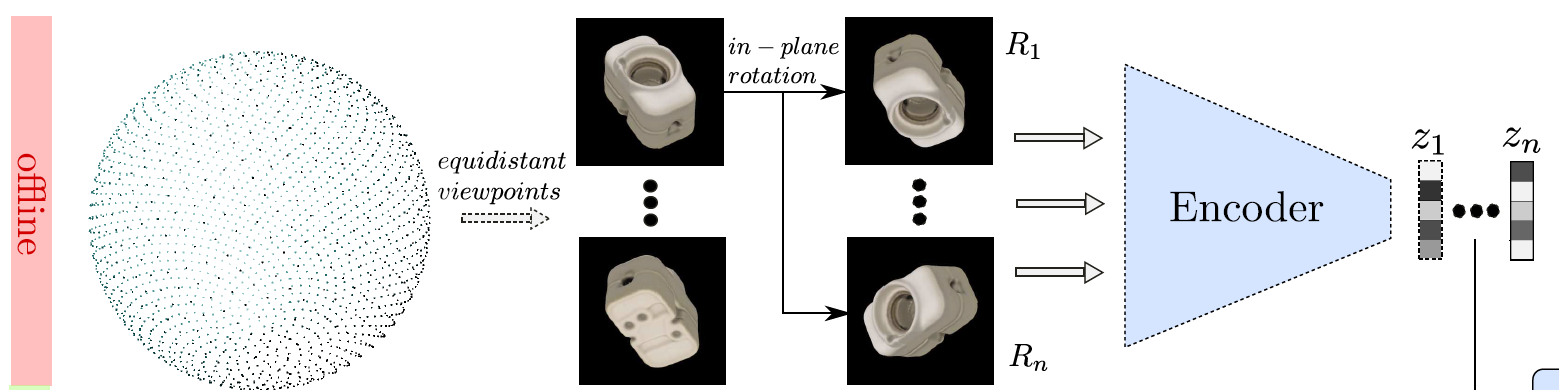 offline
equidistant
viewpoints
in – plane
rotation
R₁
Rₙ
Encoder
z₁
zₙ